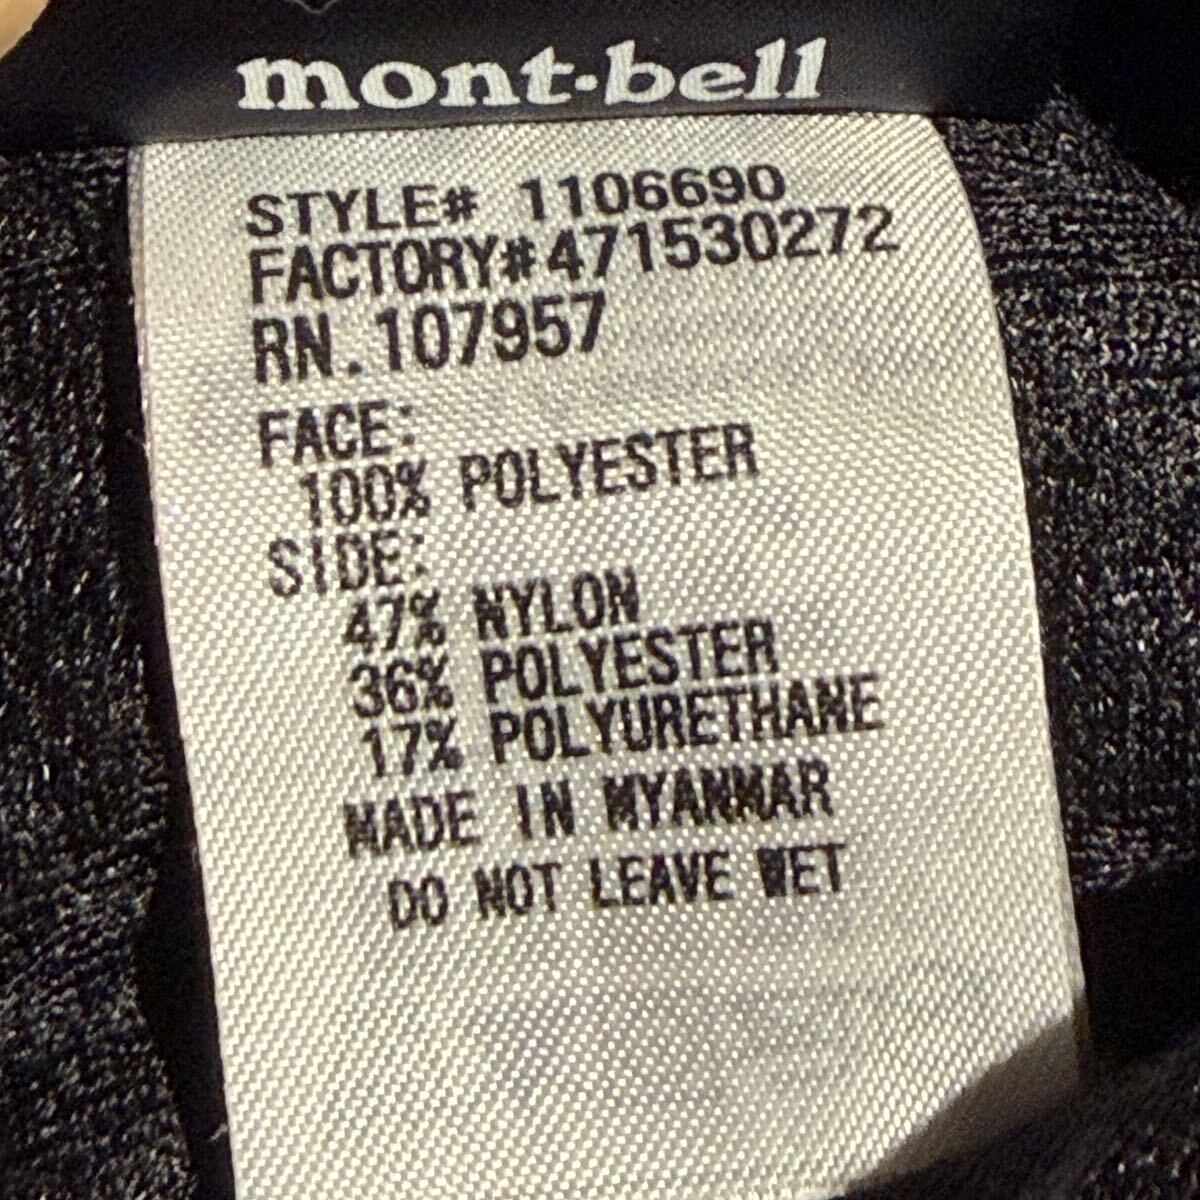 mont-bell
STYLE# 1106690
FACTORY#471530272
RN.107957
FACE:
100% POLYESTER
SIDE:
47% NYLON
36% POLYESTER
17% POLYURETHANE
MADE IN MYANMAR
DO NOT LEAVE WET